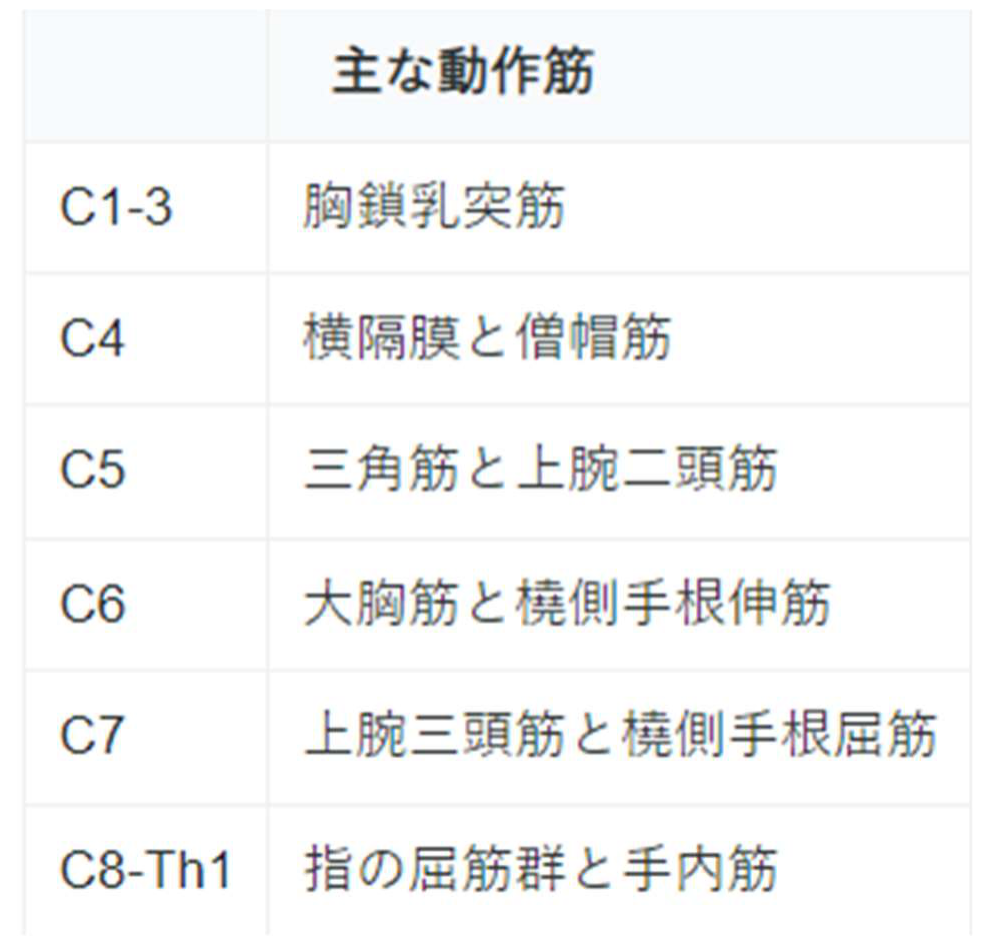 主な動作筋
C1-3 胸鎖乳突筋
C4 横隔膜と僧帽筋
C5 三角筋と上腕二頭筋
C6 大胸筋と橈側手根伸筋
C7 上腕三頭筋と橈側手根屈筋
C8-Th1 指の屈筋群と手内筋